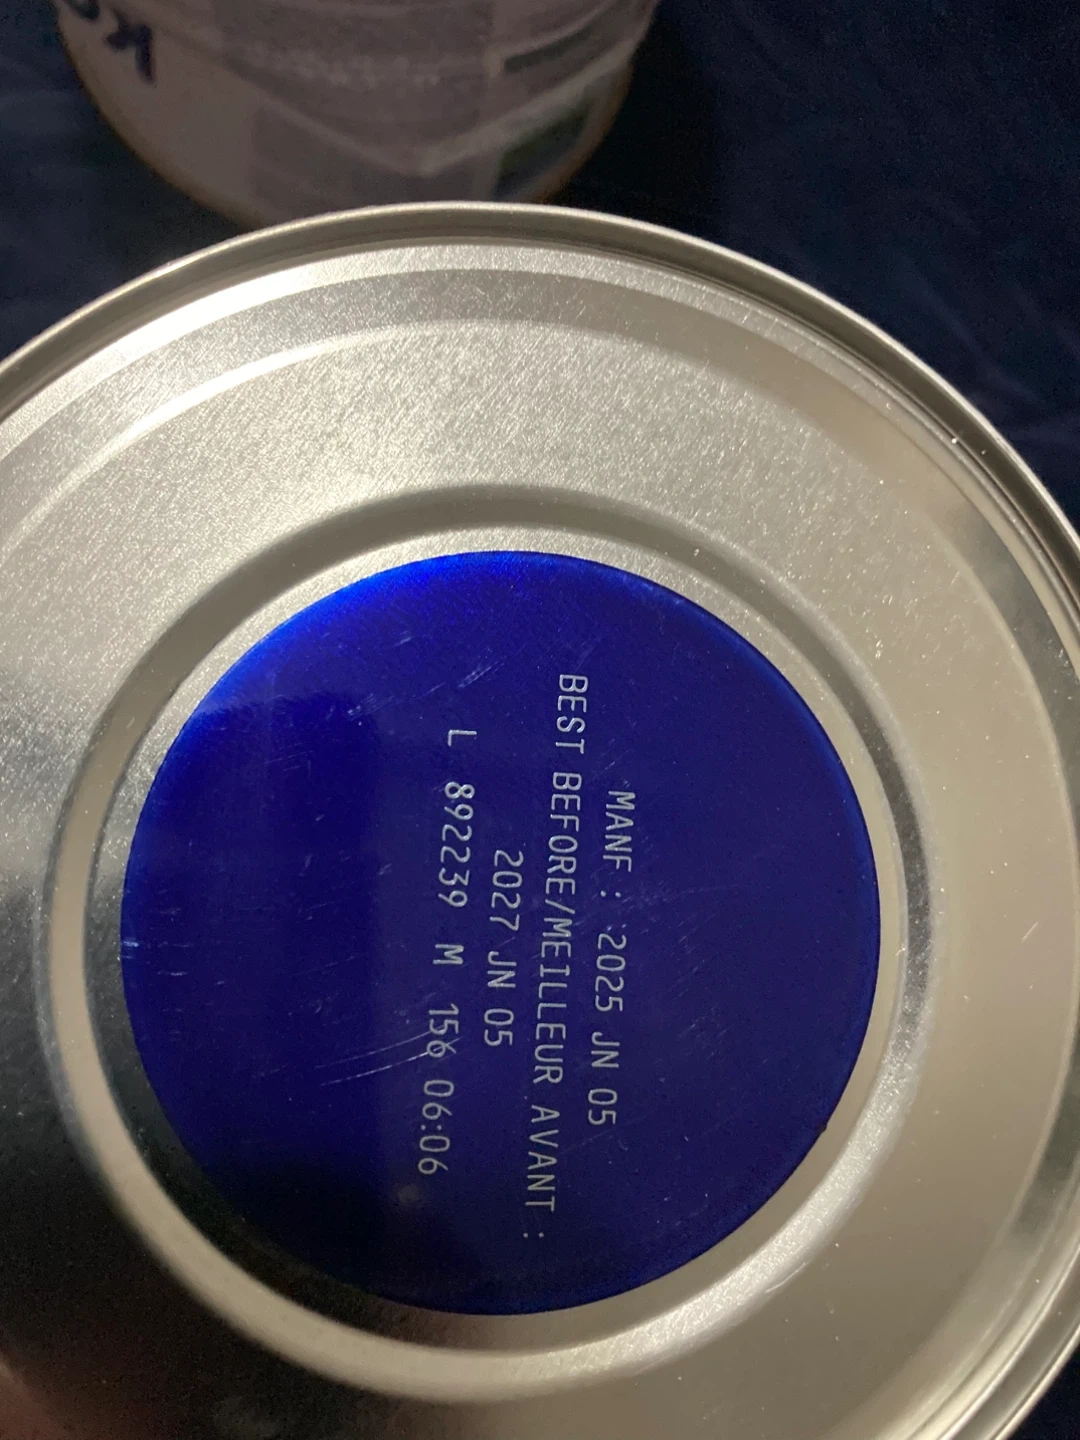 MANF : 2025 JN 05
BEST BEFORE/MEILLEUR AVANT :
2027 JN 05
L 892239 M 156 06:06